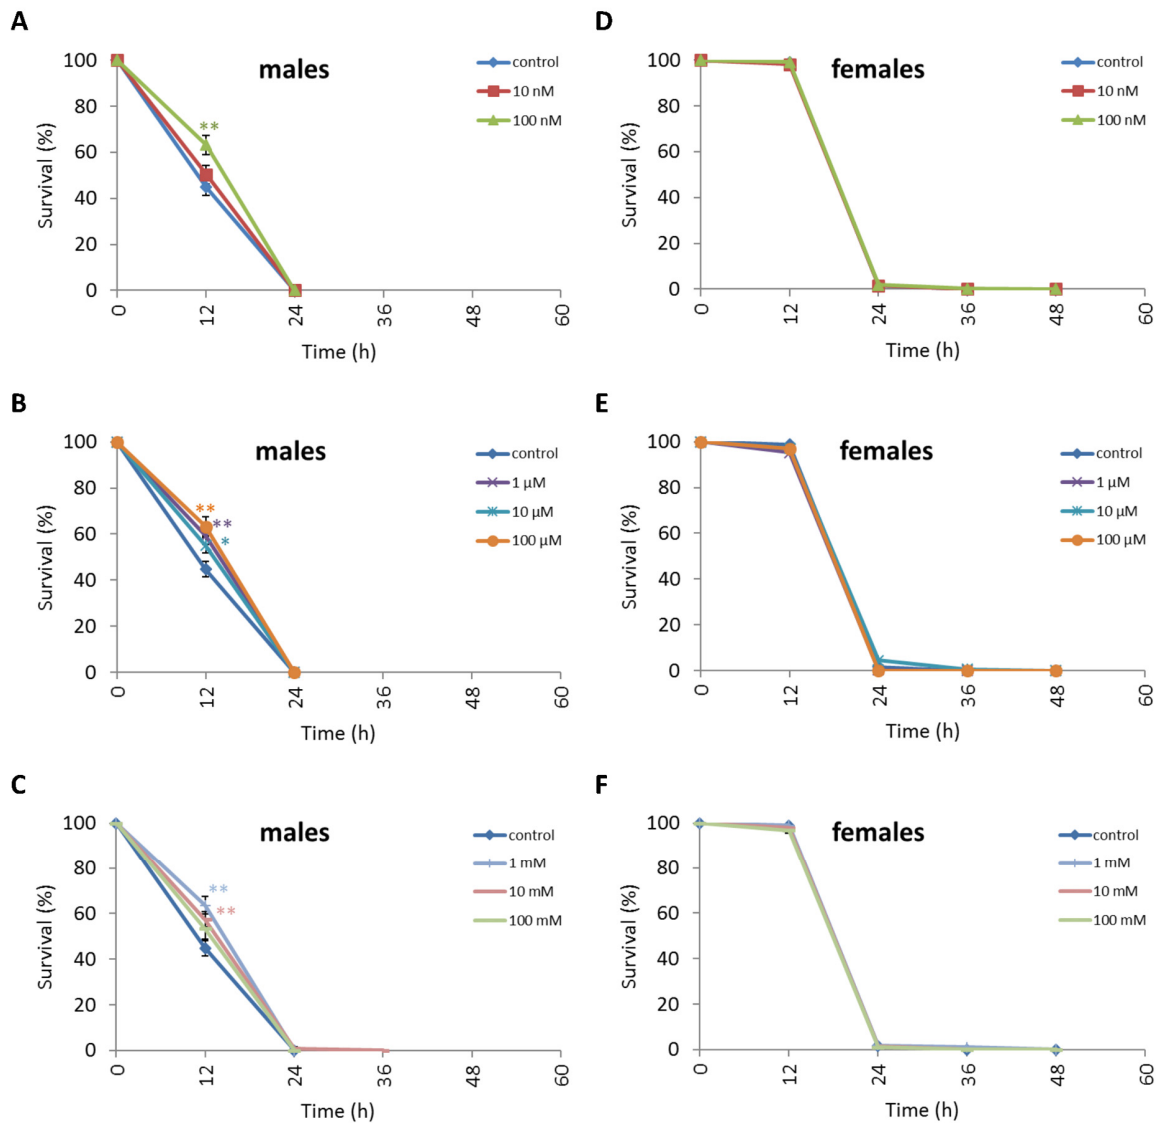 A
males
control
10 nM
100 nM
Survival (%)
100
80
60
40
20
0
**
0 12 24 36 48 60
Time (h)
D
females
control
10 nM
100 nM
Survival (%)
100
80
60
40
20
0
0 12 24 36 48 60
Time (h)
B
males
control
1 µM
10 µM
100 µM
Survival (%)
100
80
60
40
20
0
**
**
*
0 12 24 36 48 60
Time (h)
E
females
control
1 µM
10 µM
100 µM
Survival (%)
100
80
60
40
20
0
0 12 24 36 48 60
Time (h)
C
males
control
1 mM
10 mM
100 mM
Survival (%)
100
80
60
40
20
0
**
**
0 12 24 36 48 60
Time (h)
F
females
control
1 mM
10 mM
100 mM
Survival (%)
100
80
60
40
20
0
0 12 24 36 48 60
Time (h)